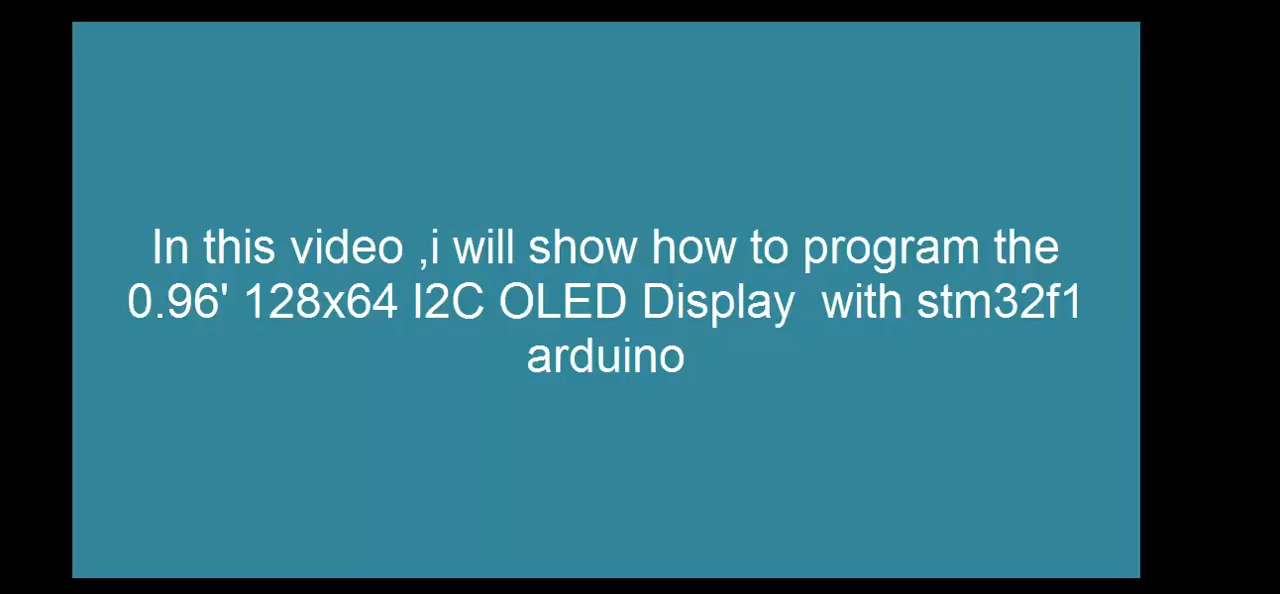 In this video ,i will show how to program the
0.96' 128x64 I2C OLED Display  with stm32f1
arduino